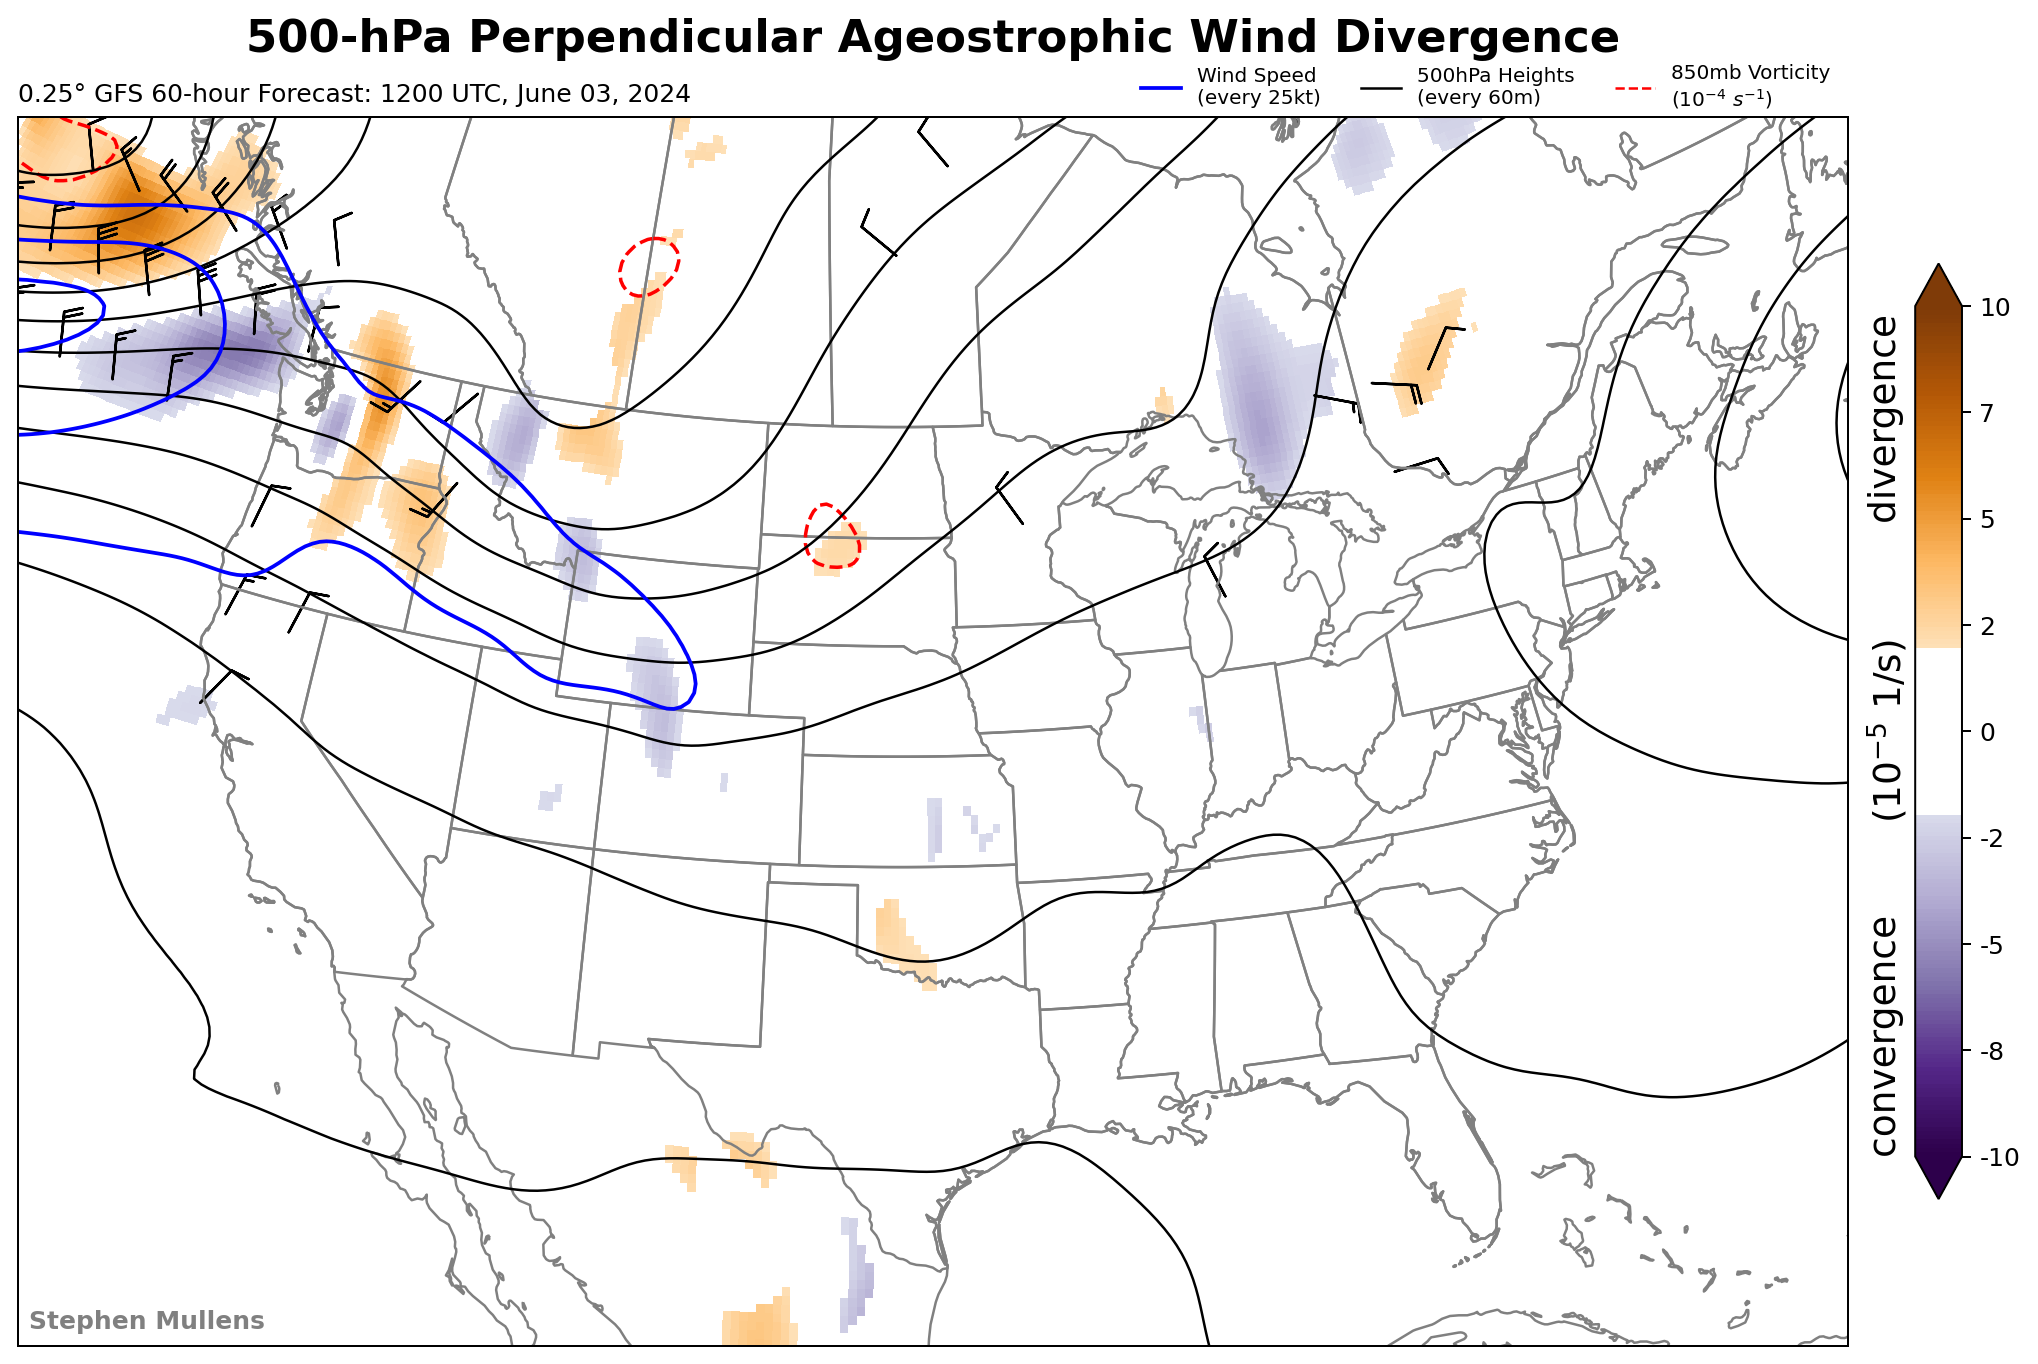 500-hPa Perpendicular Ageostrophic Wind Divergence
0.25° GFS 60-hour Forecast: 1200 UTC, June 03, 2024
Wind Speed
(every 25kt)
500hPa Heights
(every 60m)
850mb Vorticity
(10⁻⁴ s⁻¹)
10
7
5
2
0
-2
-5
-8
-10
convergence (10⁻⁵ 1/s) divergence
Stephen Mullens